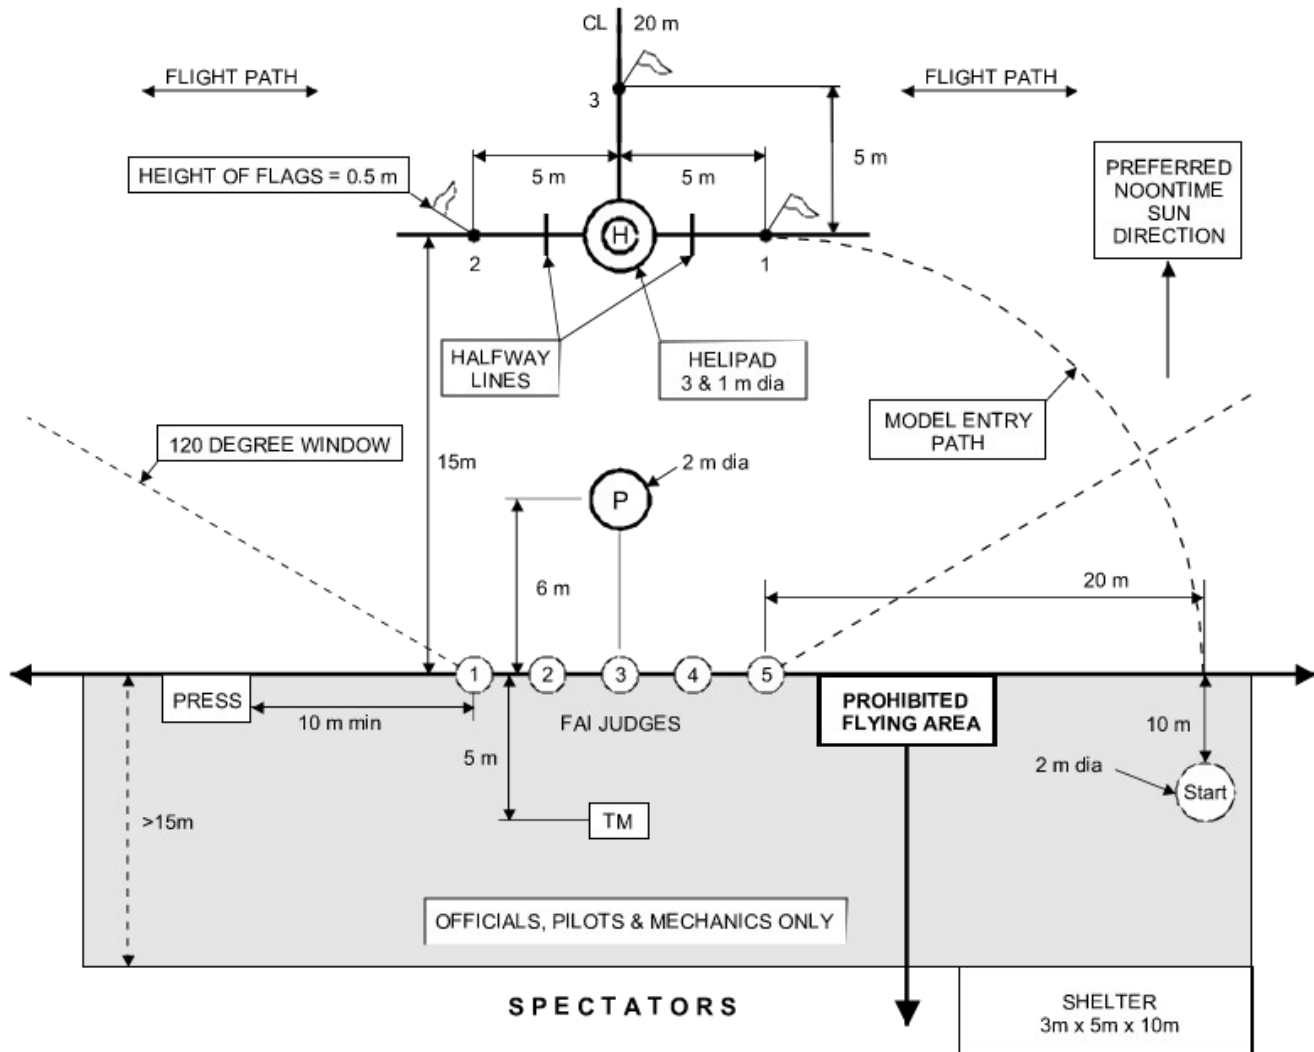 CL 20 m
FLIGHT PATH
FLIGHT PATH
3
5 m
HEIGHT OF FLAGS = 0.5 m
5 m
5 m
PREFERRED
NOONTIME
SUN
DIRECTION
H
2
1
HALFWAY
LINES
HELIPAD
3 & 1 m dia
MODEL ENTRY
PATH
120 DEGREE WINDOW
15m
2 m dia
P
6 m
20 m
1
2
3
4
5
PRESS
10 m min
FAI JUDGES
PROHIBITED
FLYING AREA
10 m
5 m
2 m dia
Start
>15m
TM
OFFICIALS, PILOTS & MECHANICS ONLY
SPECTATORS
SHELTER
3m x 5m x 10m